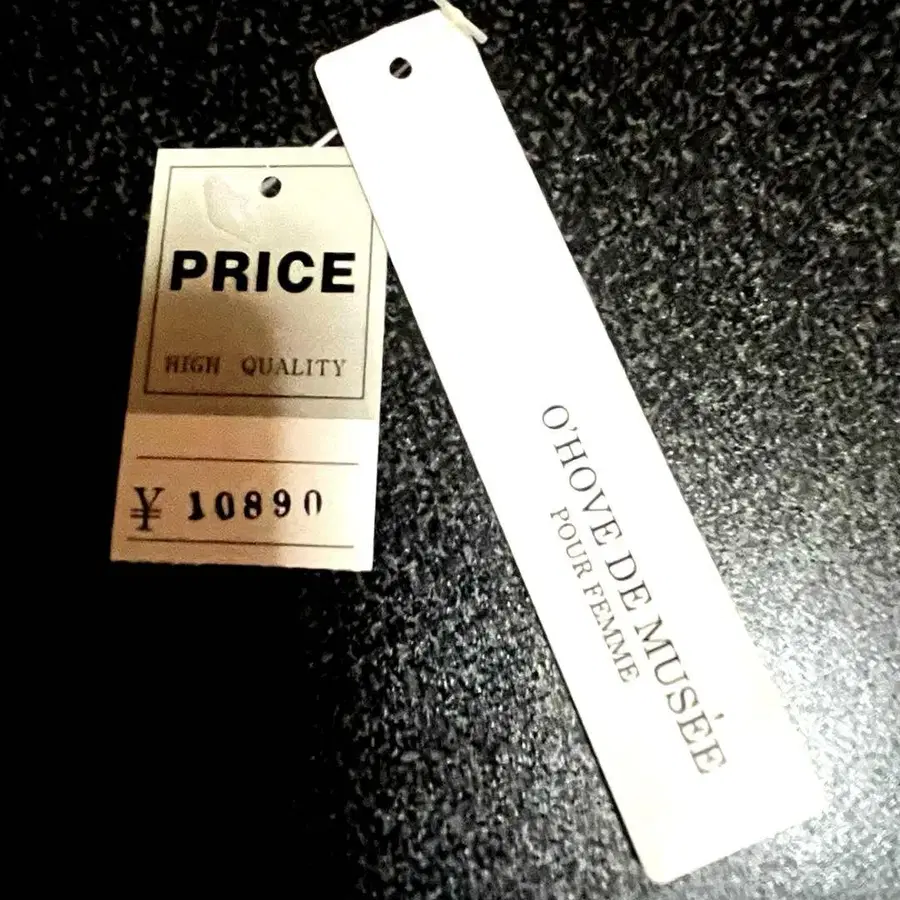 PRICE
HIGH QUALITY
¥ 10890
O'HOVE DE MUSÉE
POUR FEMME